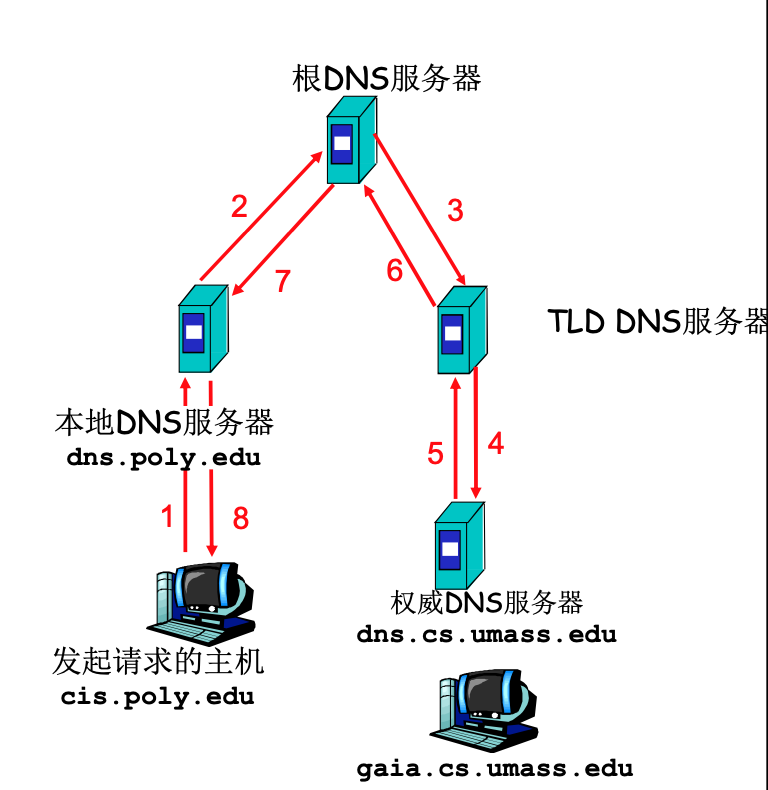 根DNS服务器
2
3
7
6
TLD DNS服务器
本地DNS服务器
dns.poly.edu
5
4
1
8
权威DNS服务器
dns.cs.umass.edu
发起请求的主机
cis.poly.edu
gaia.cs.umass.edu